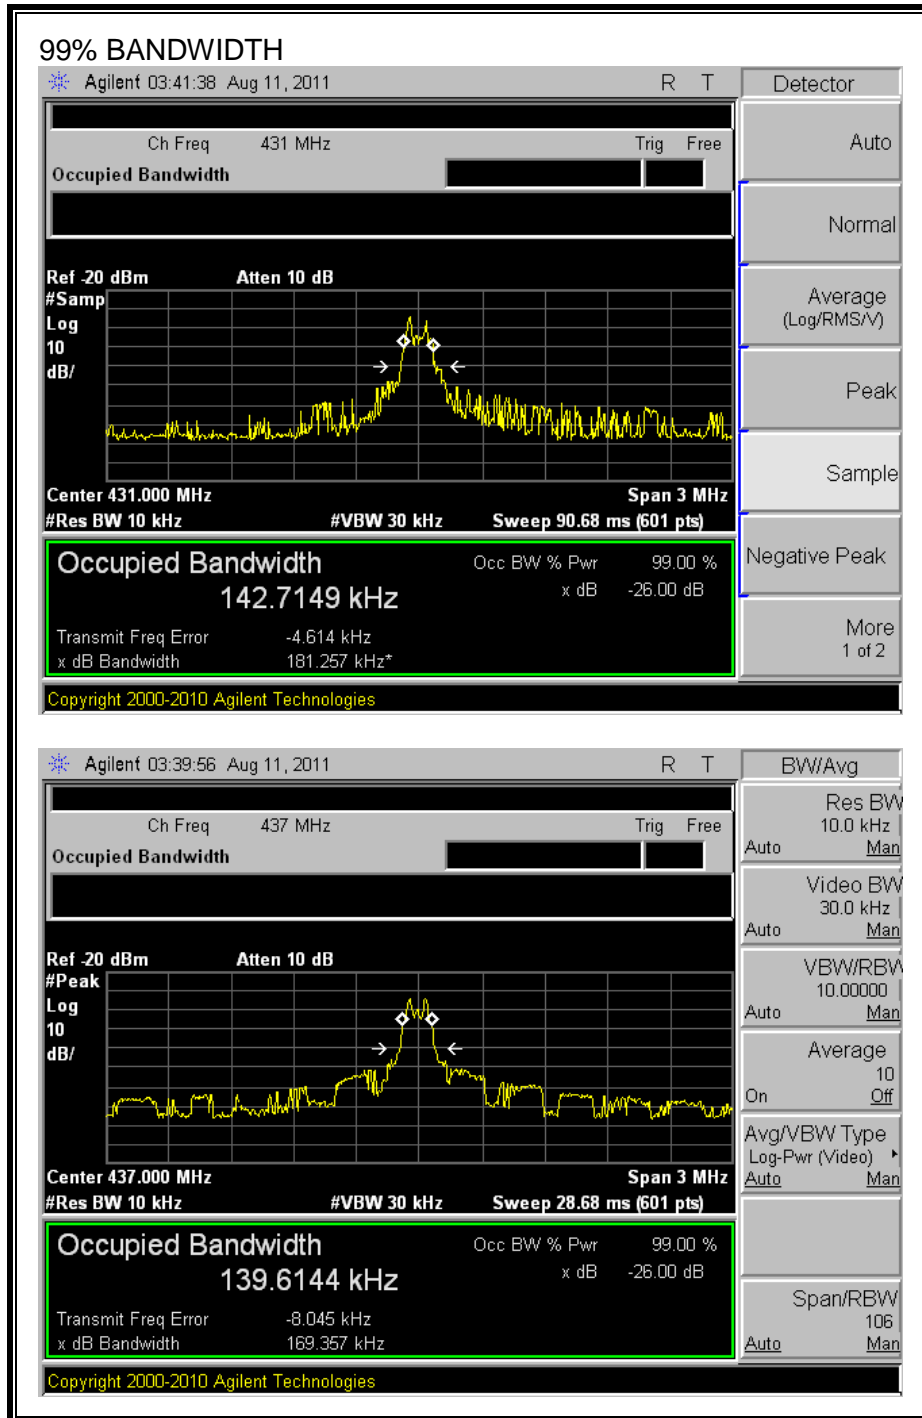 99% BANDWIDTH
Agilent 03:41:38 Aug 11, 2011 R T
Detector
Ch Freq 431 MHz Trig Free
Occupied Bandwidth
Auto
Normal
Average
(Log/RMS/V)
Peak
Sample
Negative Peak
More
1 of 2
Ref -20 dBm Atten 10 dB
#Samp
Log
10
dB/
Center 431.000 MHz Span 3 MHz
#Res BW 10 kHz #VBW 30 kHz Sweep 90.68 ms (601 pts)
Occupied Bandwidth Occ BW % Pwr 99.00 %
142.7149 kHz x dB -26.00 dB
Transmit Freq Error -4.614 kHz
x dB Bandwidth 181.257 kHz*
Copyright 2000-2010 Agilent Technologies
Agilent 03:39:56 Aug 11, 2011 R T
BW/Avg
Ch Freq 437 MHz Trig Free
Occupied Bandwidth
Res BW
10.0 kHz
Auto Man
Video BW
30.0 kHz
Auto Man
VBW/RBW
10.00000
Auto Man
Average
10
On Off
Avg/VBW Type
Log-Pwr (Video)
Auto Man
Span/RBW
106
Auto Man
Ref -20 dBm Atten 10 dB
#Peak
Log
10
dB/
Center 437.000 MHz Span 3 MHz
#Res BW 10 kHz #VBW 30 kHz Sweep 28.68 ms (601 pts)
Occupied Bandwidth Occ BW % Pwr 99.00 %
139.6144 kHz x dB -26.00 dB
Transmit Freq Error -8.045 kHz
x dB Bandwidth 169.357 kHz
Copyright 2000-2010 Agilent Technologies